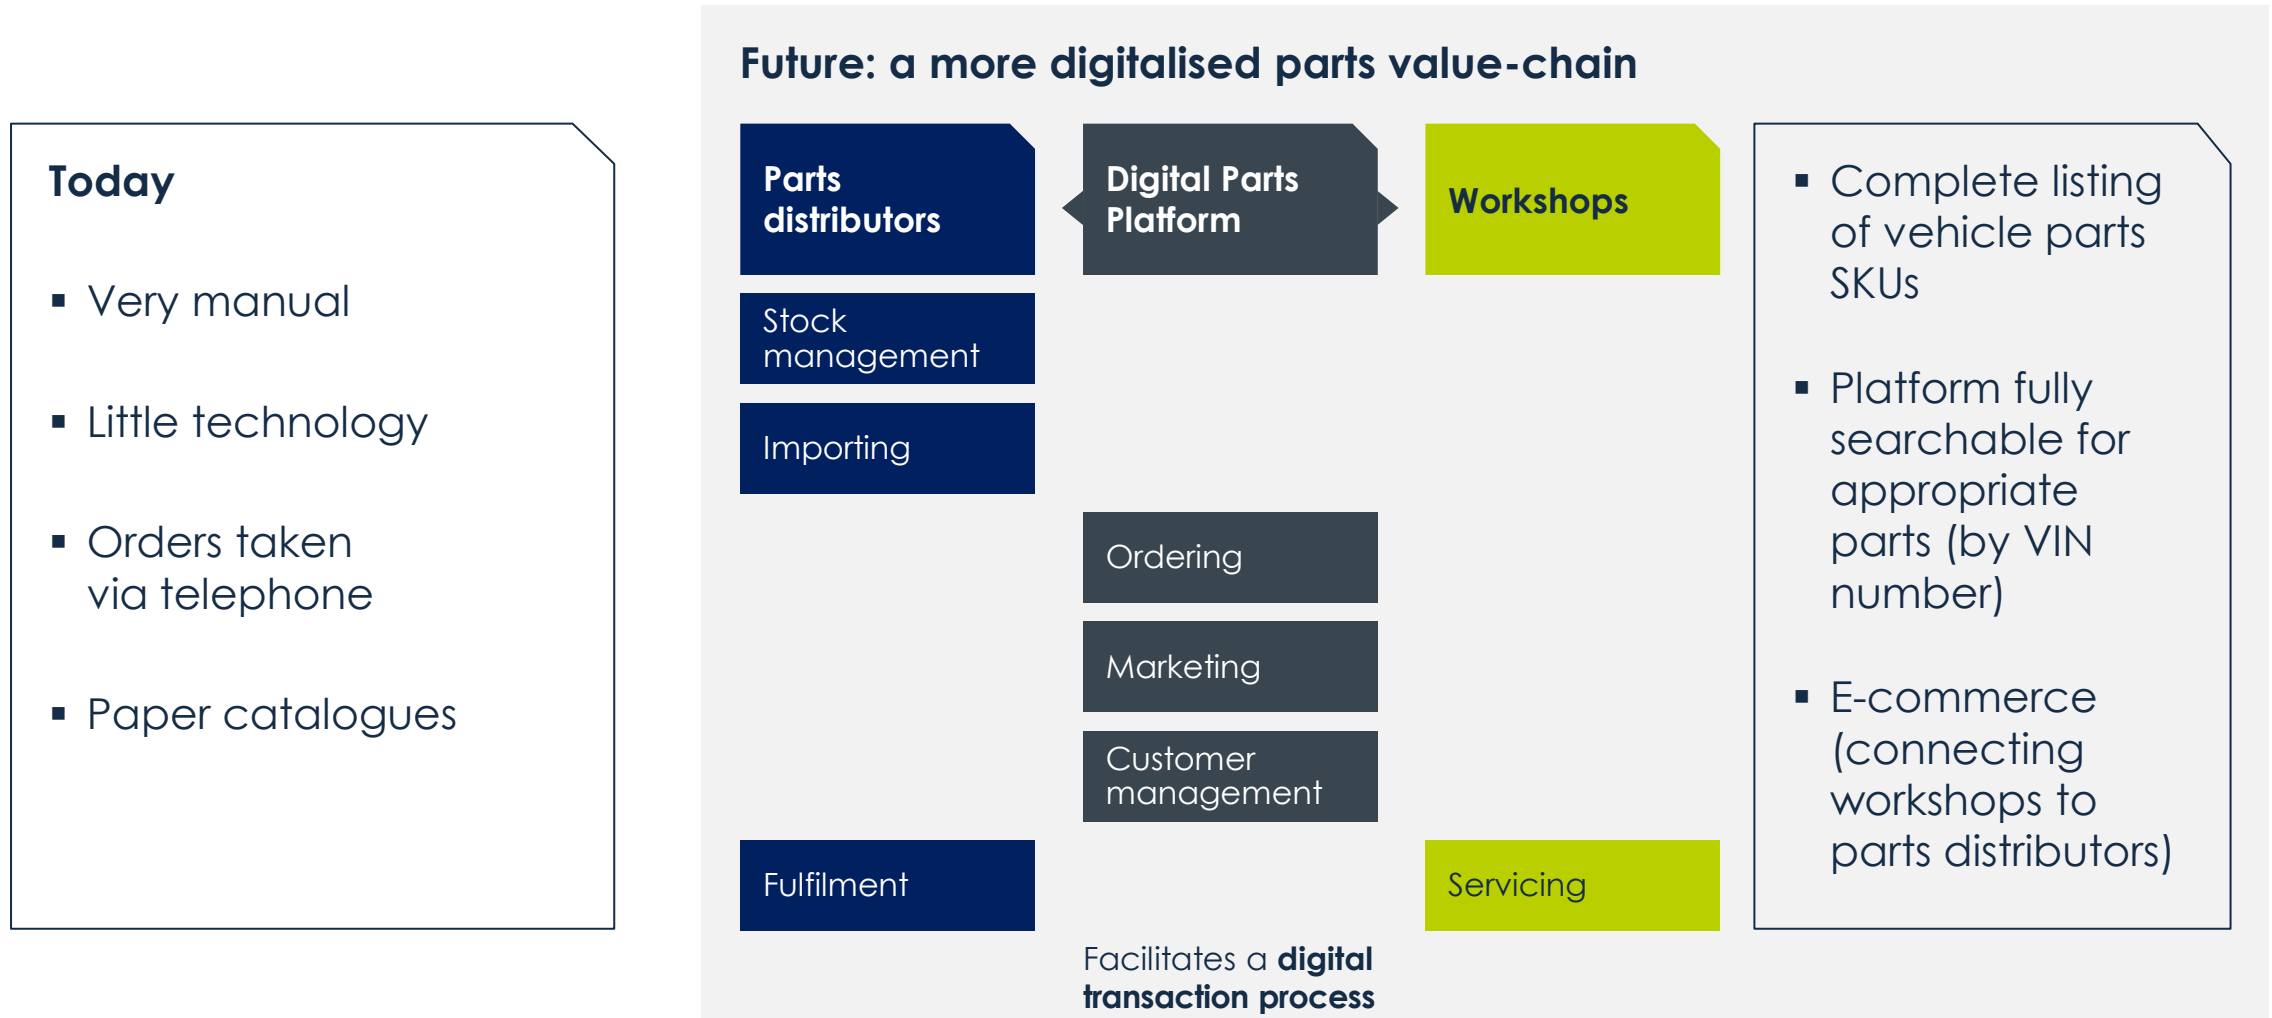 Future: a more digitalised parts value-chain
Today
▪ Very manual
▪ Little technology
▪ Orders taken
via telephone
▪ Paper catalogues
Parts
distributors
Stock
management
Importing
Fulfilment
Digital Parts
Platform
Ordering
Marketing
Customer
management
Facilitates a digital
transaction process
Workshops
Servicing
▪ Complete listing
of vehicle parts
SKUs
▪ Platform fully
searchable for
appropriate
parts (by VIN
number)
▪ E-commerce
(connecting
workshops to
parts distributors)